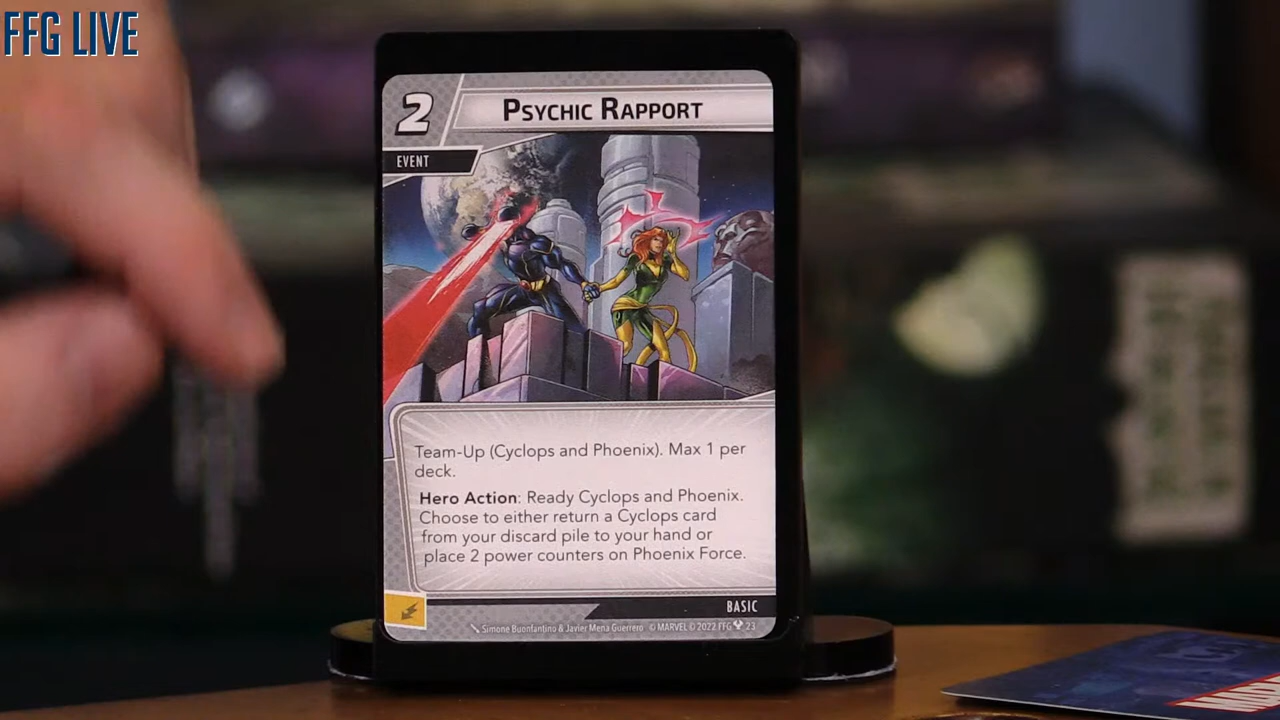 FFG LIVE
2
PSYCHIC RAPPORT
EVENT
Team-Up (Cyclops and Phoenix). Max 1 per
deck.
Hero Action: Ready Cyclops and Phoenix.
Choose to either return a Cyclops card
from your discard pile to your hand or
place 2 power counters on Phoenix Force.
BASIC
Simone Buonfantino & Javier Mena Guerrero © MARVEL © 2022 FFG 23